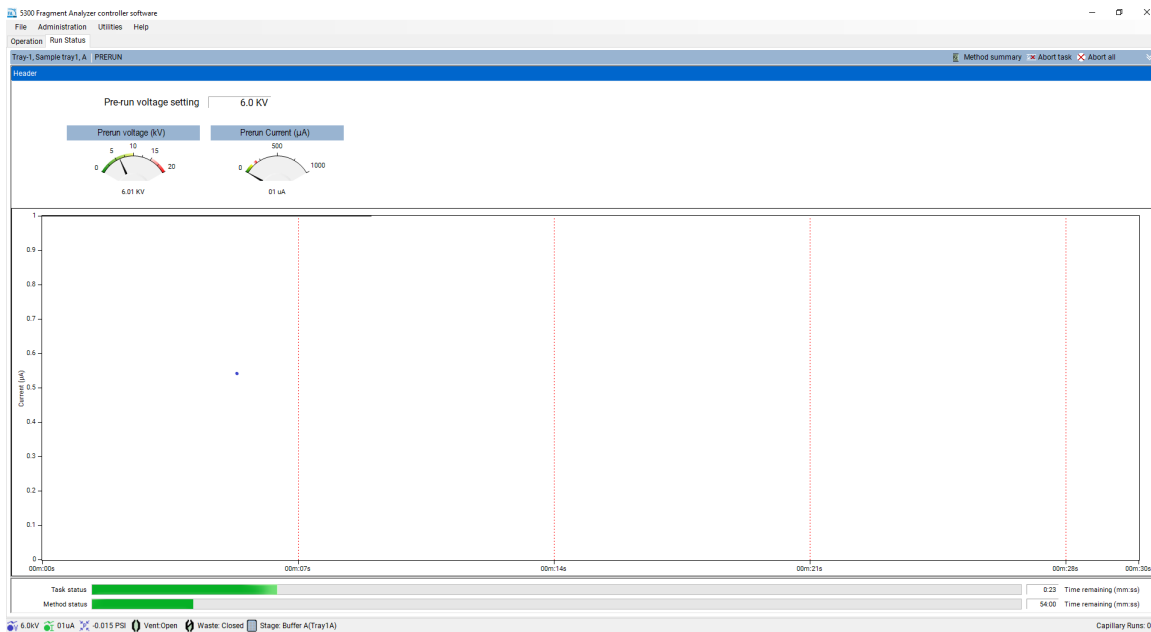 5300 Fragment Analyzer controller software
File Administration Utilities Help
Operation Run Status
Tray-1, Sample tray1, A PRERUN Method summary Abort task Abort all
Header
Pre-run voltage setting 6.0 KV
Prerun voltage (kV) Prerun Current (µA)
0 5 10 15 20 0 500 1000
6.01 KV 01 uA
Current (µA)
1
0.9
0.8
0.7
0.6
0.5
0.4
0.3
0.2
0.1
0
00m:00s 00m:07s 00m:14s 00m:21s 00m:28s 00m:30s
Task status 0:23 Time remaining (mm:ss)
Method status 54:00 Time remaining (mm:ss)
6.0kV 01uA -0.015 PSI Vent:Open Waste: Closed Stage: Buffer A(Tray1A) Capillary Runs: 0